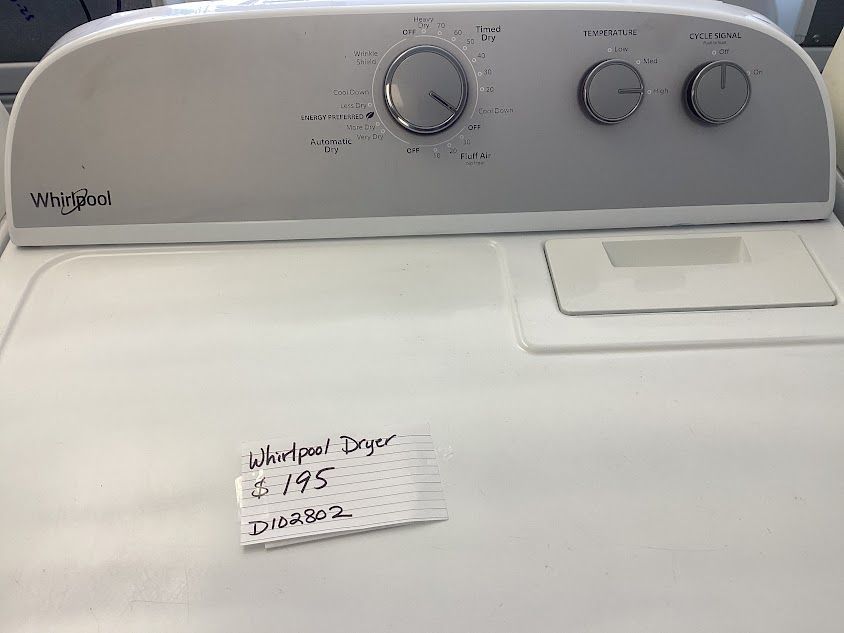 Heavy
Dry
OFF
70
60
Timed
Dry
50
40
30
20
Cool Down
OFF
30
20
10
Fluff Air
OFF
Very Dry
More Dry
Automatic
Dry
ENERGY PREFERRED
Less Dry
Cool Down
Wrinkle
Shield
TEMPERATURE
Low
Med
High
CYCLE SIGNAL
Off
On
Whirlpool
Whirlpool Dryer
$ 195
D102802